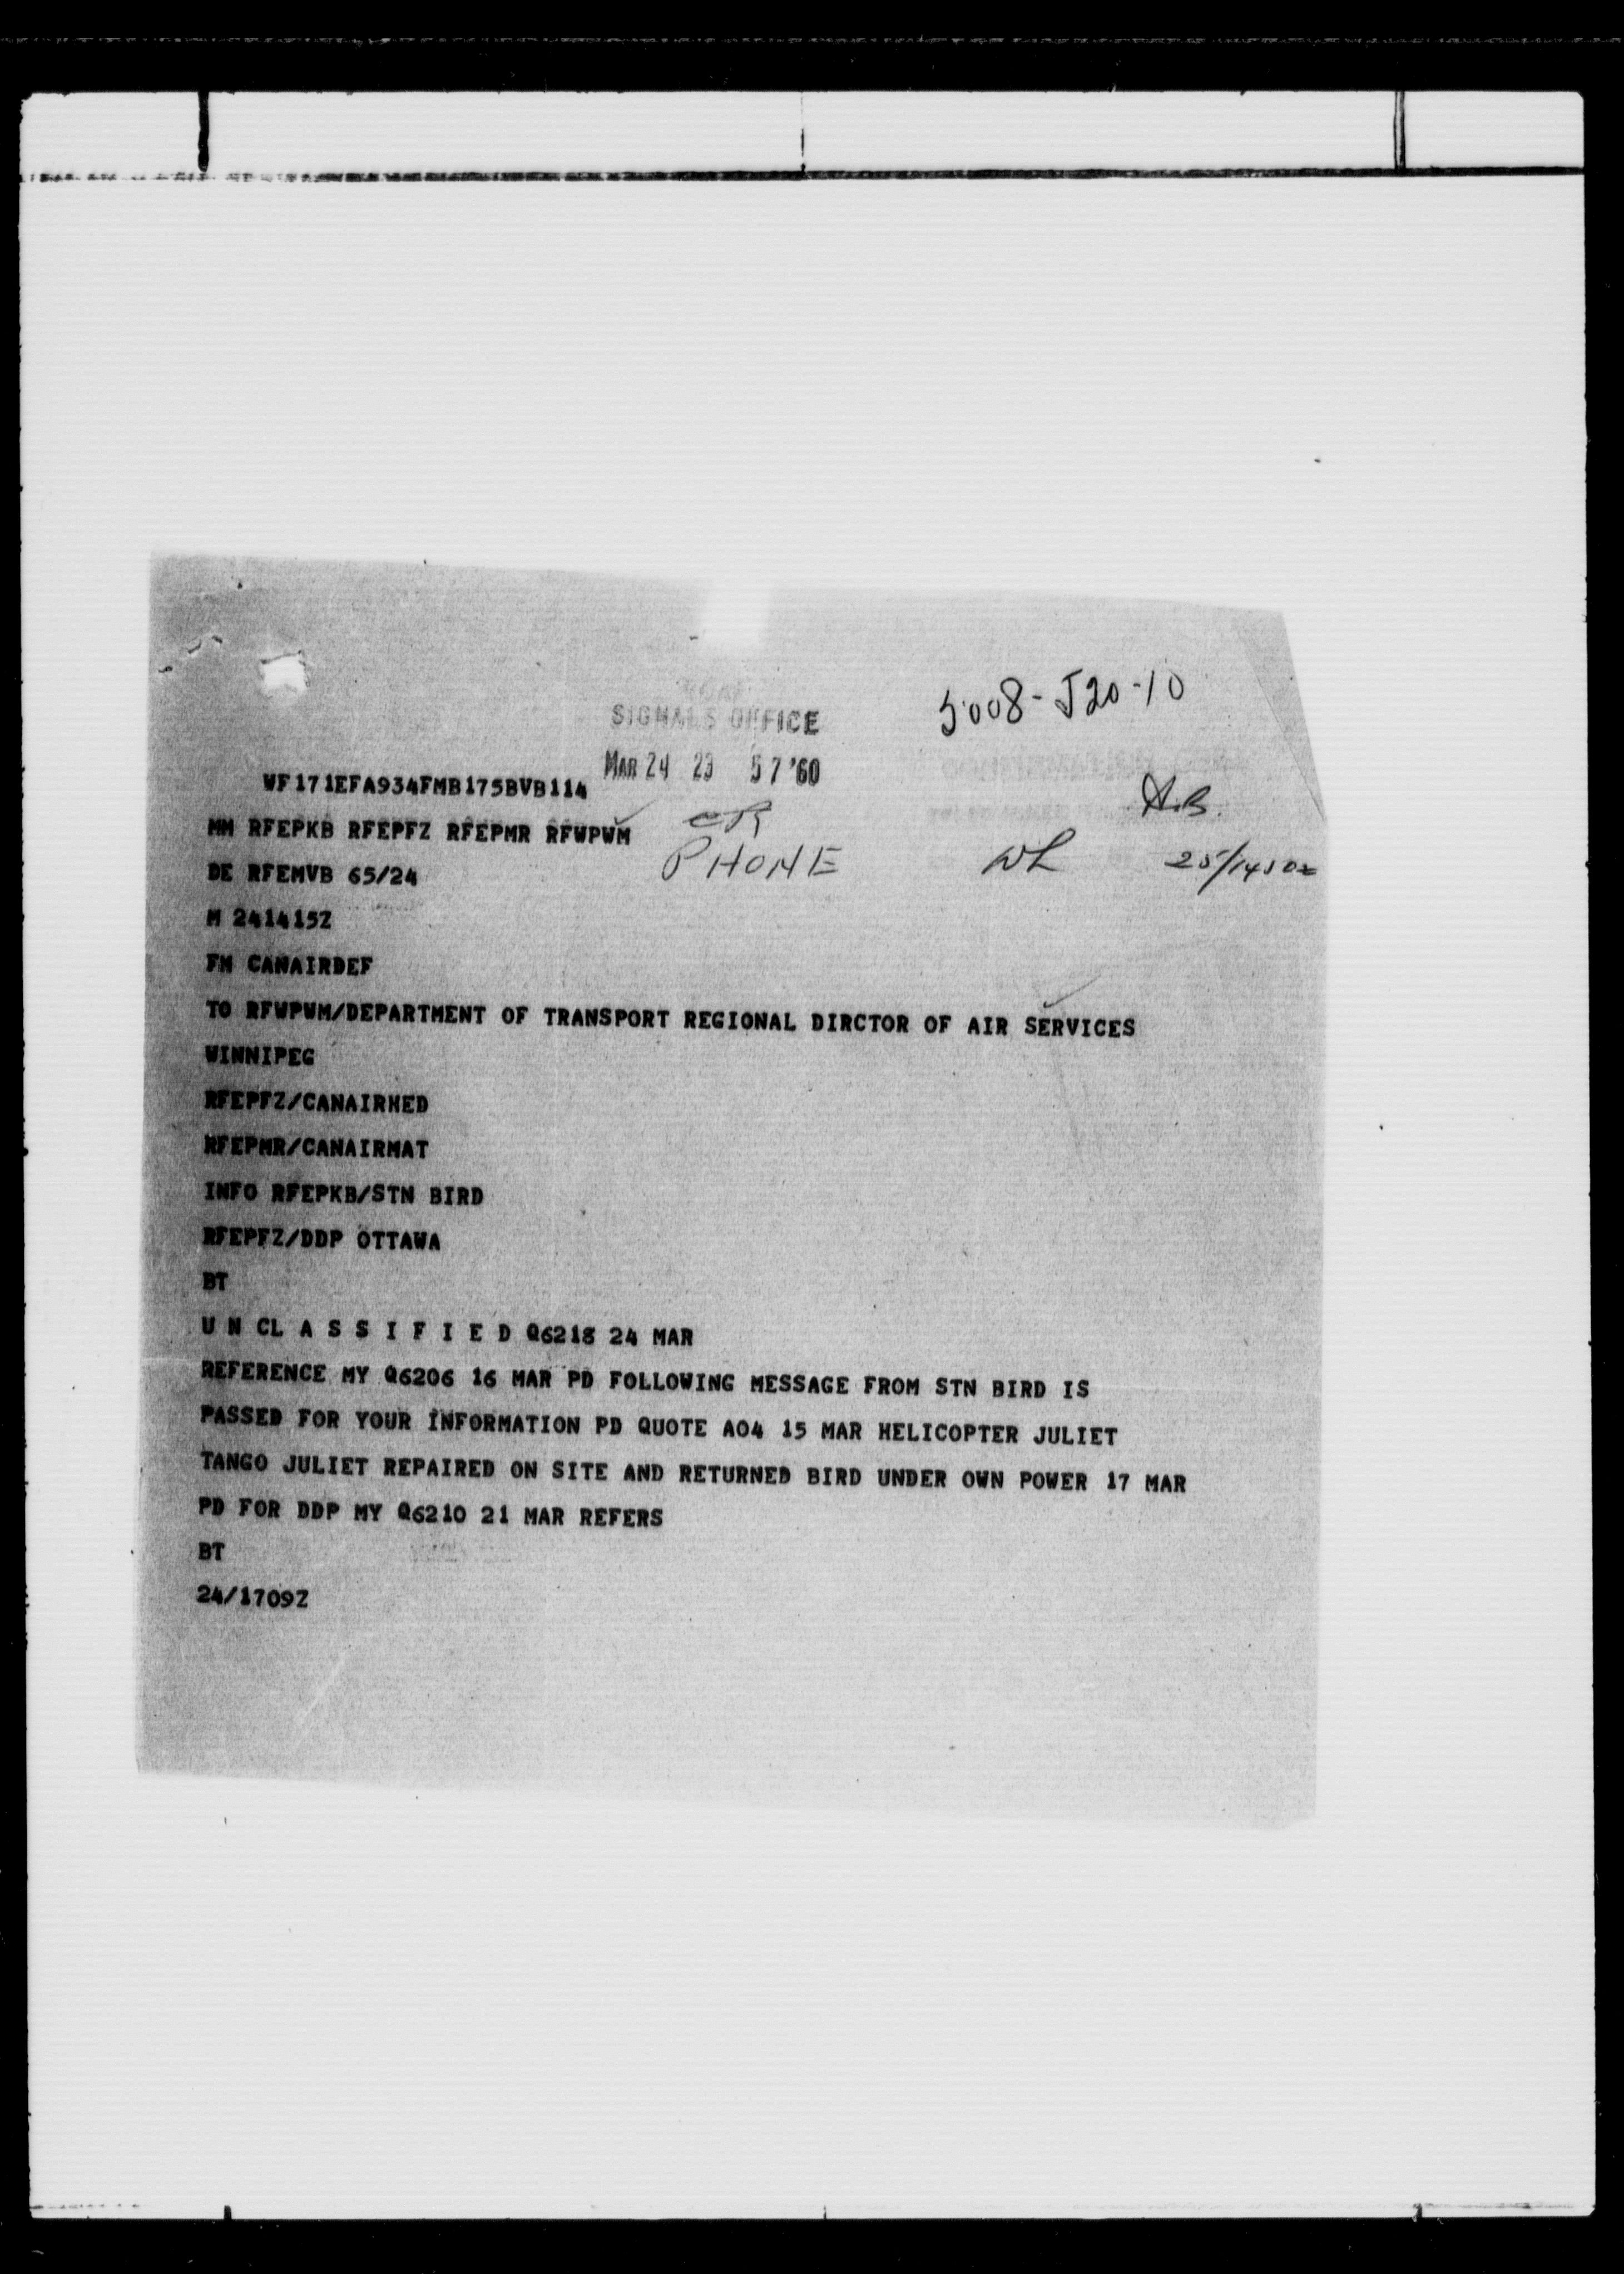 SIGNALS OFFICE
5008-J20-10
MAR 24 23 57 '60
WF171EFA934FMB175BVB114
A.B.
MM RFEPKB RFEPFZ RFEPMR RFWPWM
PHONE
WL
DE RFEMVB 65/24
M 241415Z
FM CANAIRDEF
TO RFWPWM/DEPARTMENT OF TRANSPORT REGIONAL DIRCTOR OF AIR SERVICES
WINNIPEG
RFEPFZ/CANAIRHED
RFEPMR/CANAIRMAT
INFO RFEPKB/STN BIRD
RFEPFZ/DDP OTTAWA
BT
U N CL A S S I F I E D Q6218 24 MAR
REFERENCE MY Q6206 16 MAR PD FOLLOWING MESSAGE FROM STN BIRD IS
PASSED FOR YOUR INFORMATION PD QUOTE AO4 15 MAR HELICOPTER JULIET
TANGO JULIET REPAIRED ON SITE AND RETURNED BIRD UNDER OWN POWER 17 MAR
PD FOR DDP MY Q6210 21 MAR REFERS
BT
24/1709Z